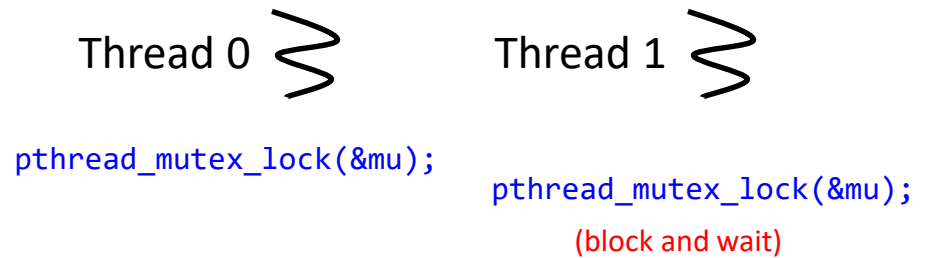 Thread 0
Thread 1
pthread_mutex_lock(&mu);
pthread_mutex_lock(&mu);
(block and wait)